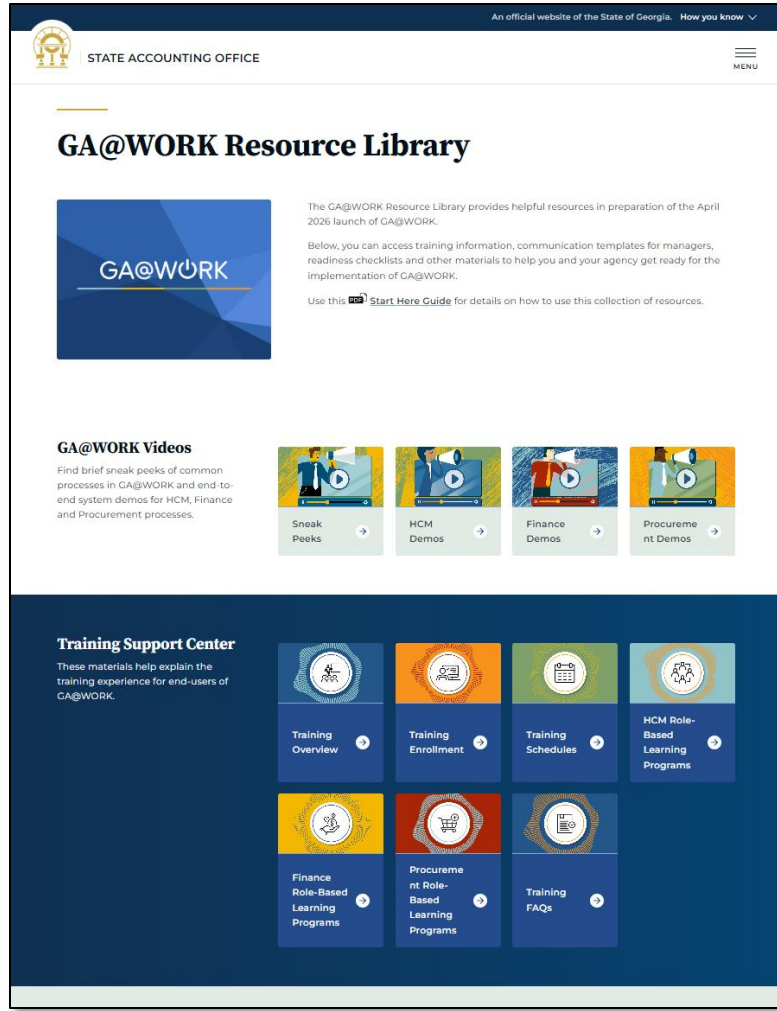 An official website of the State of Georgia. How you know
STATE ACCOUNTING OFFICE
MENU
GA@WORK Resource Library
GA@WORK
The GA@WORK Resource Library provides helpful resources in preparation of the April
2026 launch of GA@WORK.
Below, you can access training information, communication templates for managers,
readiness checklists and other materials to help you and your agency get ready for the
implementation of GA@WORK.
Use this PDF Start Here Guide for details on how to use this collection of resources.
GA@WORK Videos
Find brief sneak peeks of common
processes in GA@WORK and end-to-
end system demos for HCM, Finance
and Procurement processes.
Sneak
Peeks
HCM
Demos
Finance
Demos
Procureme
nt Demos
Training Support Center
These materials help explain the
training experience for end-users of
GA@WORK.
Training
Overview
Training
Enrollment
Training
Schedules
HCM Role-
Based
Learning
Programs
Finance
Role-Based
Learning
Programs
Procureme
nt Role-
Based
Learning
Programs
Training
FAQs